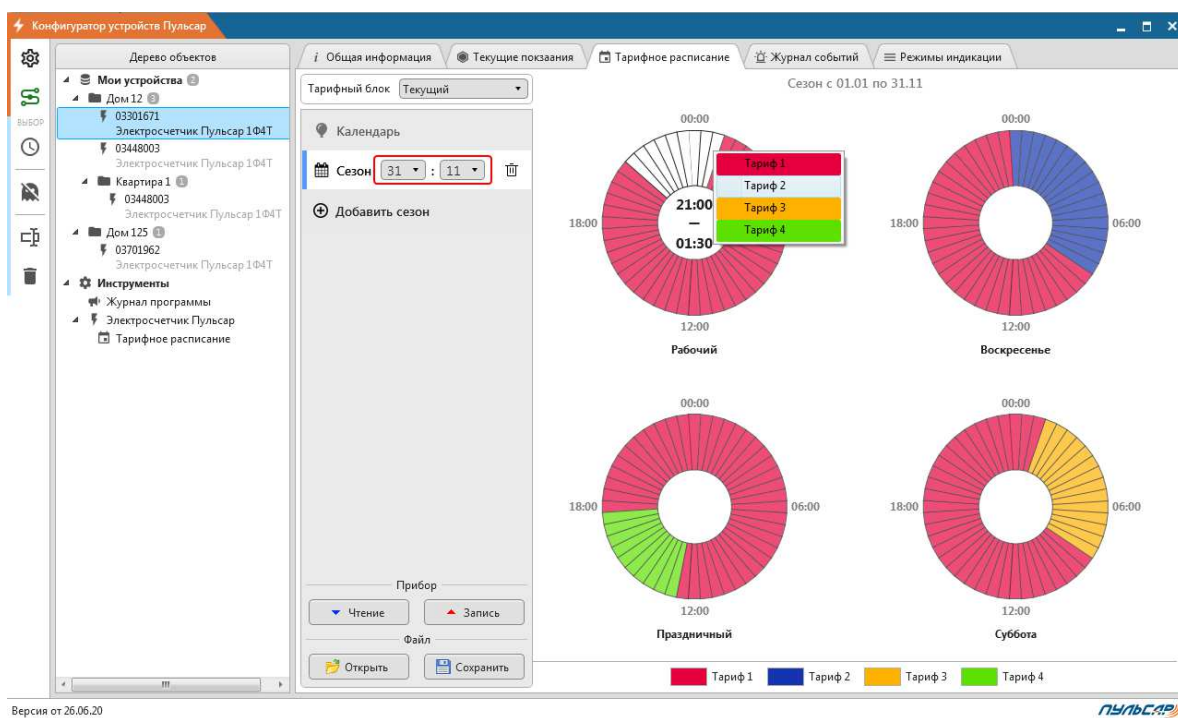 Конфигуратор устройств Пульсар
ВЫБОР
Дерево объектов
Мои устройства 2
Дом 12 3
03301671
Электросчетчик Пульсар 1Ф4Т
03448003
Электросчетчик Пульсар 1Ф4Т
Квартира 1 1
03448003
Электросчетчик Пульсар 1Ф4Т
Дом 125 1
03701962
Электросчетчик Пульсар 1Ф4Т
Инструменты
Журнал программы
Электросчетчик Пульсар
Тарифное расписание
i Общая информация
Текущие покзаания
Тарифное расписание
Журнал событий
Режимы индикации
Тарифный блок Текущий
Календарь
Сезон 31 : 11
Добавить сезон
Прибор
Чтение Запись
Файл
Открыть Сохранить
Сезон с 01.01 по 31.11
00:00
18:00
21:00
—
01:30
12:00
Рабочий
Тариф 1
Тариф 2
Тариф 3
Тариф 4
00:00
18:00 06:00
12:00
Воскресенье
00:00
18:00 06:00
12:00
Праздничный
00:00
18:00 06:00
12:00
Суббота
Тариф 1 Тариф 2 Тариф 3 Тариф 4
Версия от 26.06.20
ПУЛЬСАР